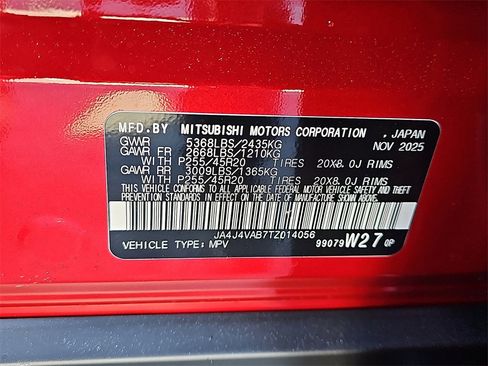 MFD.BY MITSUBISHI MOTORS CORPORATION , JAPAN
GVWR 5368LBS/2435KG NOV 2025
GAWR FR 2668LBS/1210KG
WITH P255/45R20 TIRES 20X8.0J RIMS
GAWR RR 3009LBS/1365KG
WITH P255/45R20 TIRES 20X8.0J RIMS
THIS VEHICLE CONFORMS TO ALL APPLICABLE FEDERAL MOTOR VEHICLE SAFETY, BUMPER, AND THEFT
PREVENTION STANDARDS IN EFFECT ON THE DATE OF MANUFACTURE SHOWN ABOVE.
JA4J4VAB7TZ014056
VEHICLE TYPE: MPV 99079 W27 0P